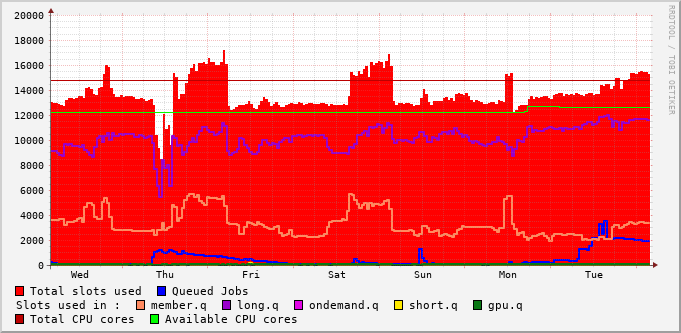 20000
18000
16000
14000
12000
10000
8000
6000
4000
2000
0
Wed Thu Fri Sat Sun Mon Tue
Total slots used Queued Jobs
Slots used in : member.q long.q ondemand.q short.q gpu.q
Total CPU cores Available CPU cores
RRDTOOL / TOBI OETIKER